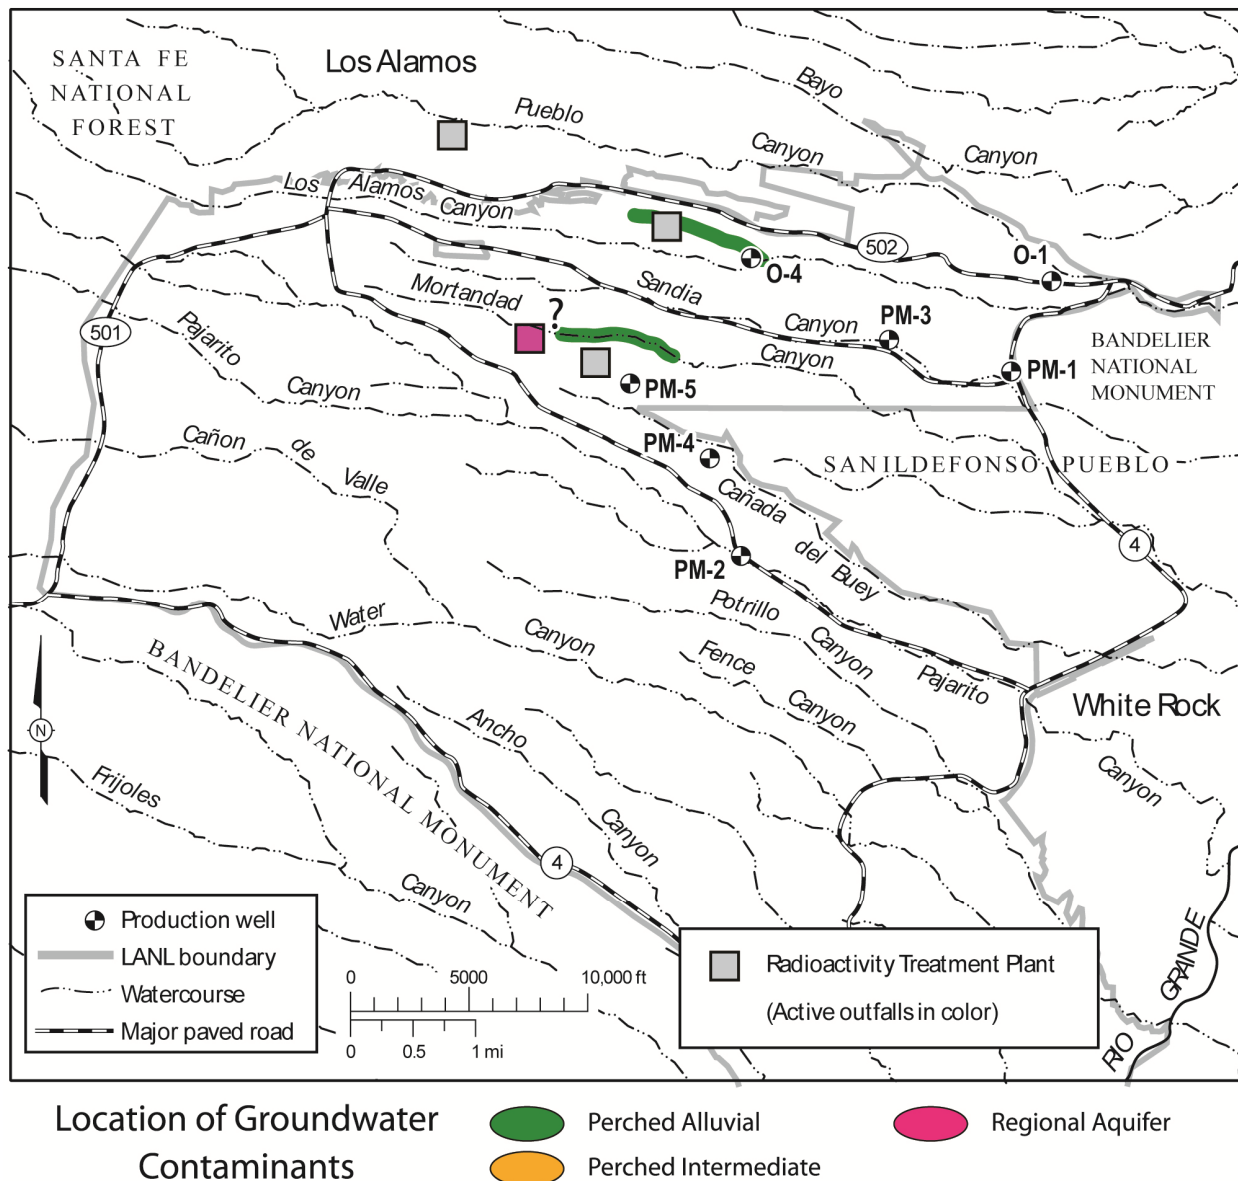 SANTA FE
NATIONAL
FOREST
Los Alamos
Pueblo
Bayo
Canyon
Canyon
Los Alamos
Canyon
502
O-1
O-4
Sandia
Canyon
PM-3
Mortandad
?
Canyon
PM-1
BANDELIER
NATIONAL
MONUMENT
501
Pajarito
Canyon
PM-5
PM-4
SANILDEFONSO PUEBLO
Cañon
de
Valle
Cañada
del Buey
4
PM-2
Potrillo
Canyon
Water
Canyon
Fence
Canyon
Pajarito
White Rock
Canyon
BANDELIER NATIONAL MONUMENT
N
Ancho
Canyon
Frijoles
Canyon
4
RIO GRANDE
Production well
LANL boundary
Watercourse
Major paved road
0 5000 10,000 ft
0 0.5 1 mi
Radioactivity Treatment Plant
(Active outfalls in color)
Location of Groundwater
Contaminants
Perched Alluvial
Perched Intermediate
Regional Aquifer